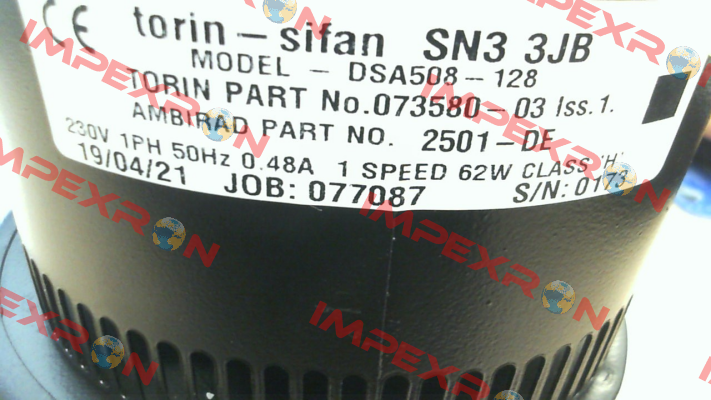 CE torin – sifan SN3 3JB
MODEL – DSA508 – 128
TORIN PART No.073580 – 03 Iss.1.
AMBIRAD PART NO. 2501 – DE
230V 1PH 50Hz 0.48A 1 SPEED 62W CLASS 'H'
19/04/21 JOB: 077087 S/N: 0173
IMPEXRON
IMPEXRON
IMPEXRON
IMPEXRON
IMPEXRON
IMPEXRON